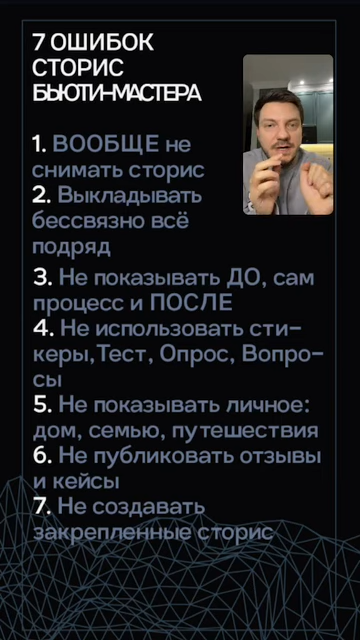 7 ОШИБОК
СТОРИС
БЬЮТИ-МАСТЕРА
1. ВООБЩЕ не
снимать сторис
2. Выкладывать
бессвязно всё
подряд
3. Не показывать ДО, сам
процесс и ПОСЛЕ
4. Не использовать сти-
керы,Тест, Опрос, Вопро-
сы
5. Не показывать личное:
дом, семью, путешествия
6. Не публиковать отзывы
и кейсы
7. Не создавать
закрепленные сторис